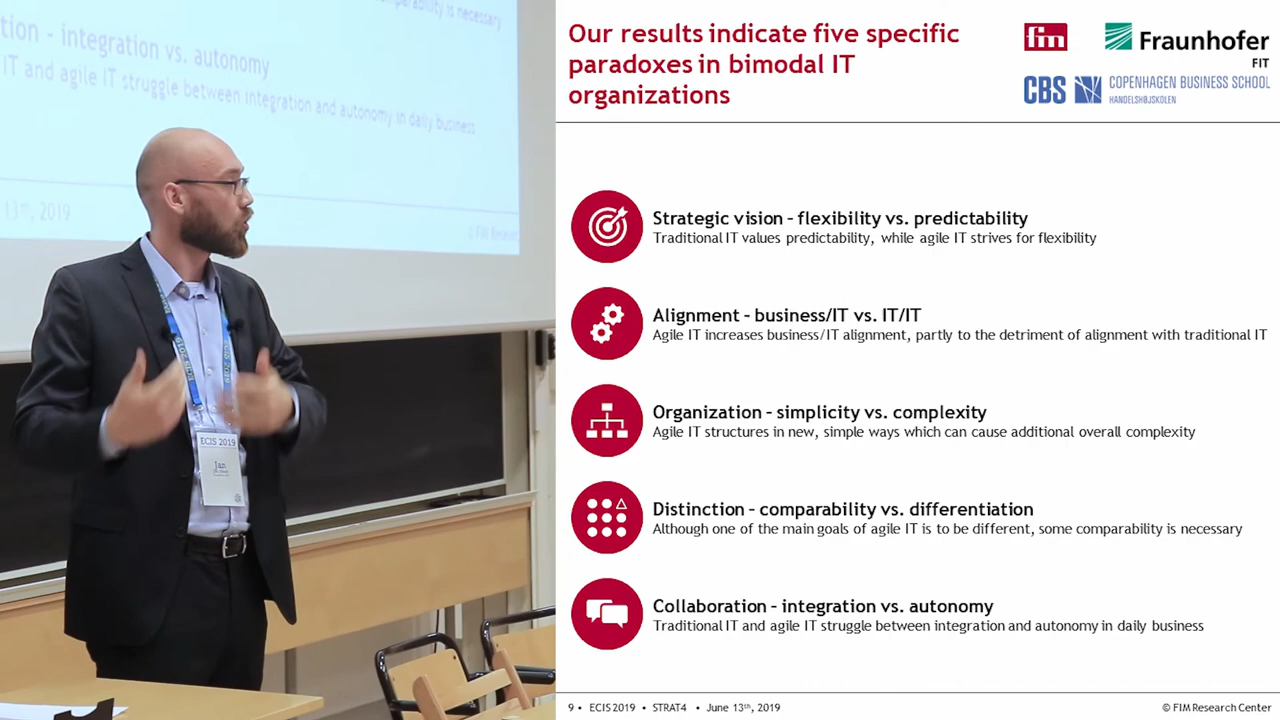 comparability is necessary
tion - integration vs. autonomy
IT and agile IT struggle between integration and autonomy in daily business
13th, 2019
© FIM Research
ECIS 2019
Jan
Our results indicate five specific
paradoxes in bimodal IT
organizations
fim
Fraunhofer
FIT
CBS
COPENHAGEN BUSINESS SCHOOL
HANDELSHØJSKOLEN
Strategic vision – flexibility vs. predictability
Traditional IT values predictability, while agile IT strives for flexibility
Alignment – business/IT vs. IT/IT
Agile IT increases business/IT alignment, partly to the detriment of alignment with traditional IT
Organization – simplicity vs. complexity
Agile IT structures in new, simple ways which can cause additional overall complexity
Distinction – comparability vs. differentiation
Although one of the main goals of agile IT is to be different, some comparability is necessary
Collaboration – integration vs. autonomy
Traditional IT and agile IT struggle between integration and autonomy in daily business
9 • ECIS 2019 • STRAT4 • June 13th, 2019
© FIM Research Center